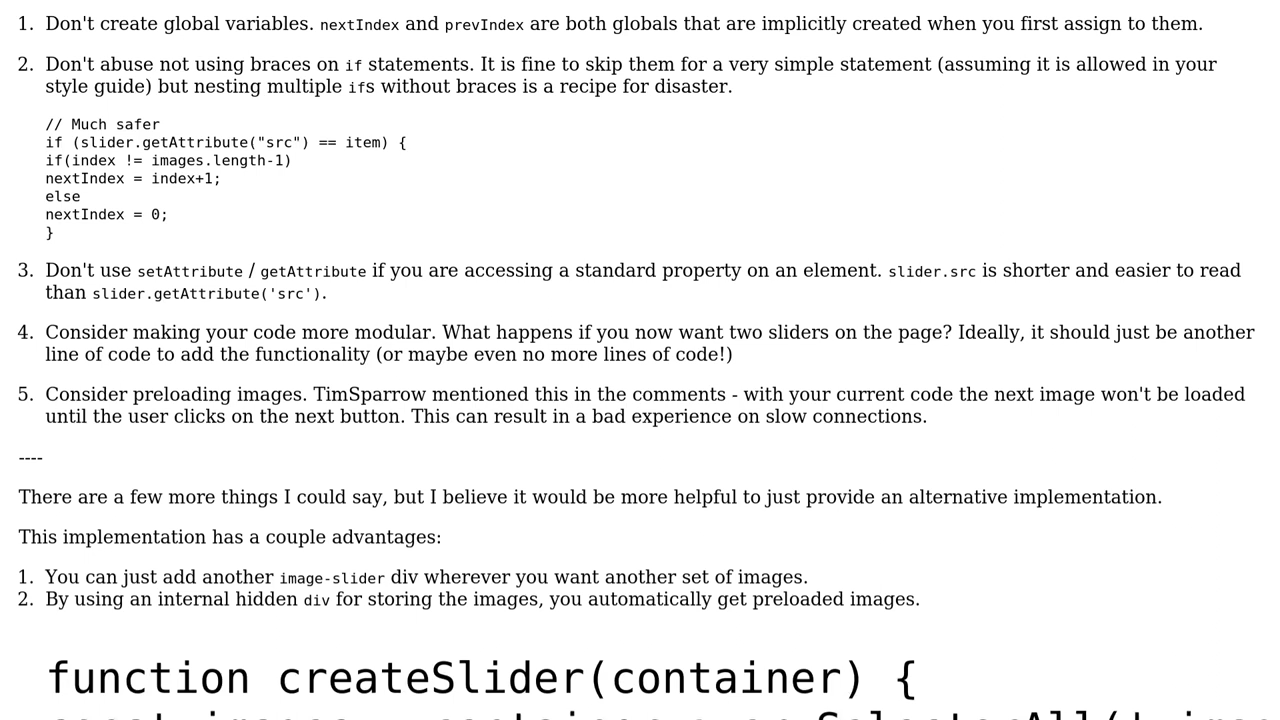 1. Don't create global variables. nextIndex and prevIndex are both globals that are implicitly created when you first assign to them.
2. Don't abuse not using braces on if statements. It is fine to skip them for a very simple statement (assuming it is allowed in your
style guide) but nesting multiple ifs without braces is a recipe for disaster.
// Much safer
if (slider.getAttribute("src") == item) {
if(index != images.length-1)
nextIndex = index+1;
else
nextIndex = 0;
}
3. Don't use setAttribute / getAttribute if you are accessing a standard property on an element. slider.src is shorter and easier to read
than slider.getAttribute('src').
4. Consider making your code more modular. What happens if you now want two sliders on the page? Ideally, it should just be another
line of code to add the functionality (or maybe even no more lines of code!)
5. Consider preloading images. TimSparrow mentioned this in the comments - with your current code the next image won't be loaded
until the user clicks on the next button. This can result in a bad experience on slow connections.
----
There are a few more things I could say, but I believe it would be more helpful to just provide an alternative implementation.
This implementation has a couple advantages:
1. You can just add another image-slider div wherever you want another set of images.
2. By using an internal hidden div for storing the images, you automatically get preloaded images.
function createSlider(container) {